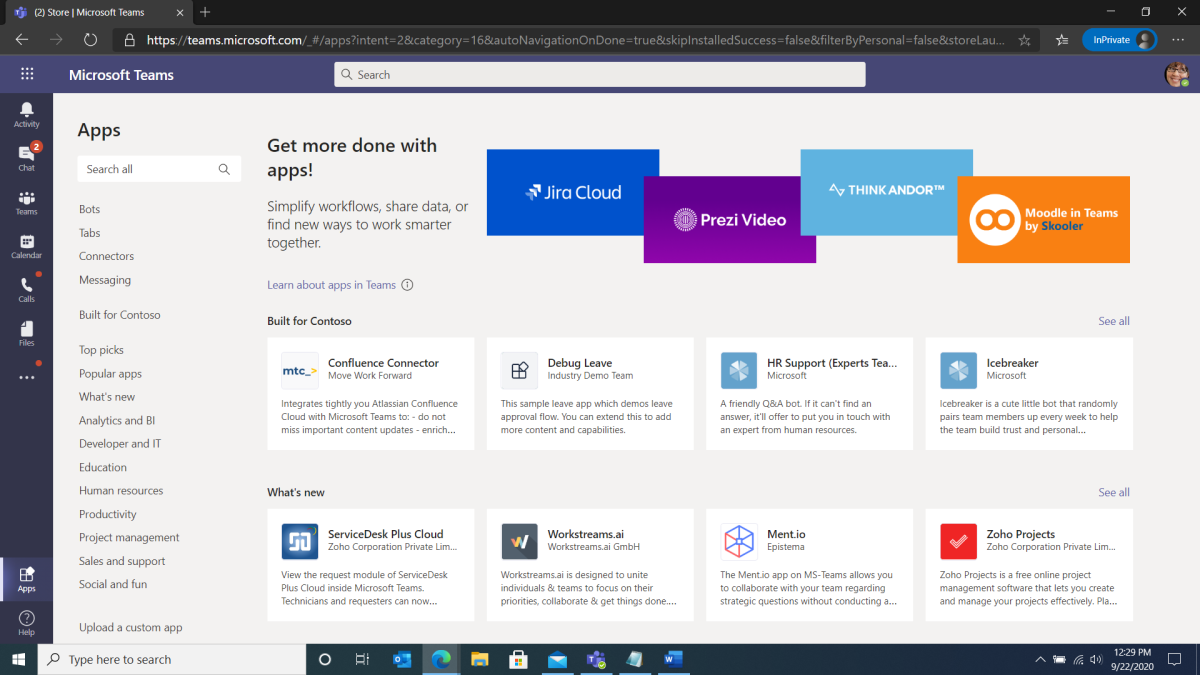 (2) Store | Microsoft Teams
https://teams.microsoft.com/_#/apps?intent=2&category=16&autoNavigationOnDone=true&skipInstalledSuccess=false&filterByPersonal=false&storeLau...
InPrivate
Microsoft Teams
Search
Activity
2
Chat
Teams
Calendar
Calls
Files
Apps
Help
Apps
Search all
Bots
Tabs
Connectors
Messaging
Built for Contoso
Top picks
Popular apps
What's new
Analytics and BI
Developer and IT
Education
Human resources
Productivity
Project management
Sales and support
Social and fun
Upload a custom app
Get more done with
apps!
Simplify workflows, share data, or
find new ways to work smarter
together.
Learn about apps in Teams
Jira Cloud
Prezi Video
THINK ANDOR™
Moodle in Teams
by Skooler
Built for Contoso
See all
mtc_>
Confluence Connector
Move Work Forward
Integrates tightly you Atlassian Confluence
Cloud with Microsoft Teams to: - do not
miss important content updates - enrich...
Debug Leave
Industry Demo Team
This sample leave app which demos leave
approval flow. You can extend this to add
more content and capabilities.
HR Support (Experts Tea...
Microsoft
A friendly Q&A bot. If it can't find an
answer, it'll offer to put you in touch with
an expert from human resources.
Icebreaker
Microsoft
Icebreaker is a cute little bot that randomly
pairs team members up every week to help
the team build trust and personal...
What's new
See all
ServiceDesk Plus Cloud
Zoho Corporation Private Lim...
View the request module of ServiceDesk
Plus Cloud inside Microsoft Teams.
Technicians and requesters can now...
Workstreams.ai
Workstreams.ai GmbH
Workstreams.ai is designed to unite
individuals & teams to focus on their
priorities, collaborate & get things done....
Ment.io
Epistema
The Ment.io app on MS-Teams allows you
to collaborate with your team regarding
strategic questions without conducting a...
Zoho Projects
Zoho Corporation Private Lim...
Zoho Projects is a free online project
management software that lets you create
and manage your projects effectively. Pla...
Type here to search
12:29 PM
9/22/2020